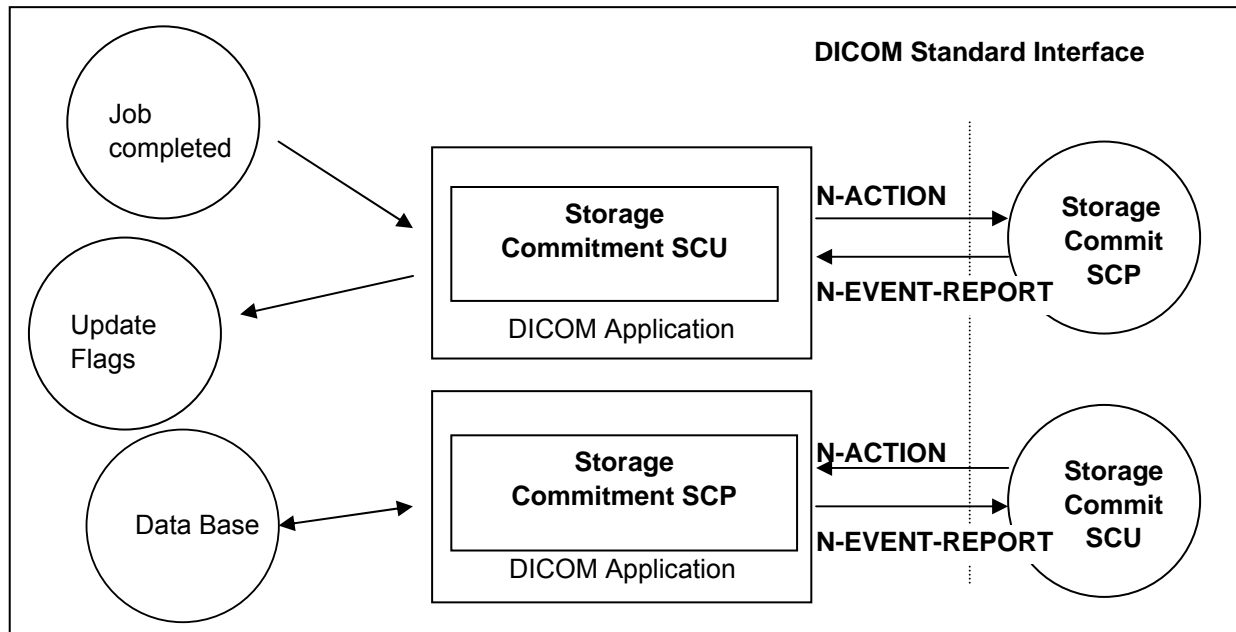 DICOM Standard Interface
Job
completed
Storage
Commitment SCU
DICOM Application
N-ACTION
N-EVENT-REPORT
Storage
Commit
SCP
Update
Flags
Data Base
Storage
Commitment SCP
DICOM Application
N-ACTION
N-EVENT-REPORT
Storage
Commit
SCU